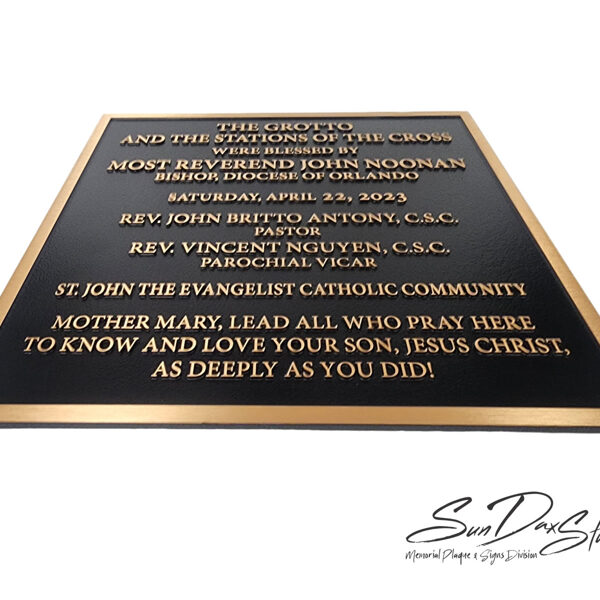 THE GROTTO
AND THE STATIONS OF THE CROSS
WERE BLESSED BY
MOST REVEREND JOHN NOONAN
BISHOP, DIOCESE OF ORLANDO
SATURDAY, APRIL 22, 2023
REV. JOHN BRITTO ANTONY, C.S.C.
PASTOR
REV. VINCENT NGUYEN, C.S.C.
PAROCHIAL VICAR
ST. JOHN THE EVANGELIST CATHOLIC COMMUNITY
MOTHER MARY, LEAD ALL WHO PRAY HERE
TO KNOW AND LOVE YOUR SON, JESUS CHRIST,
AS DEEPLY AS YOU DID!
Sun Dax
Memorial Plaque & Signs Division